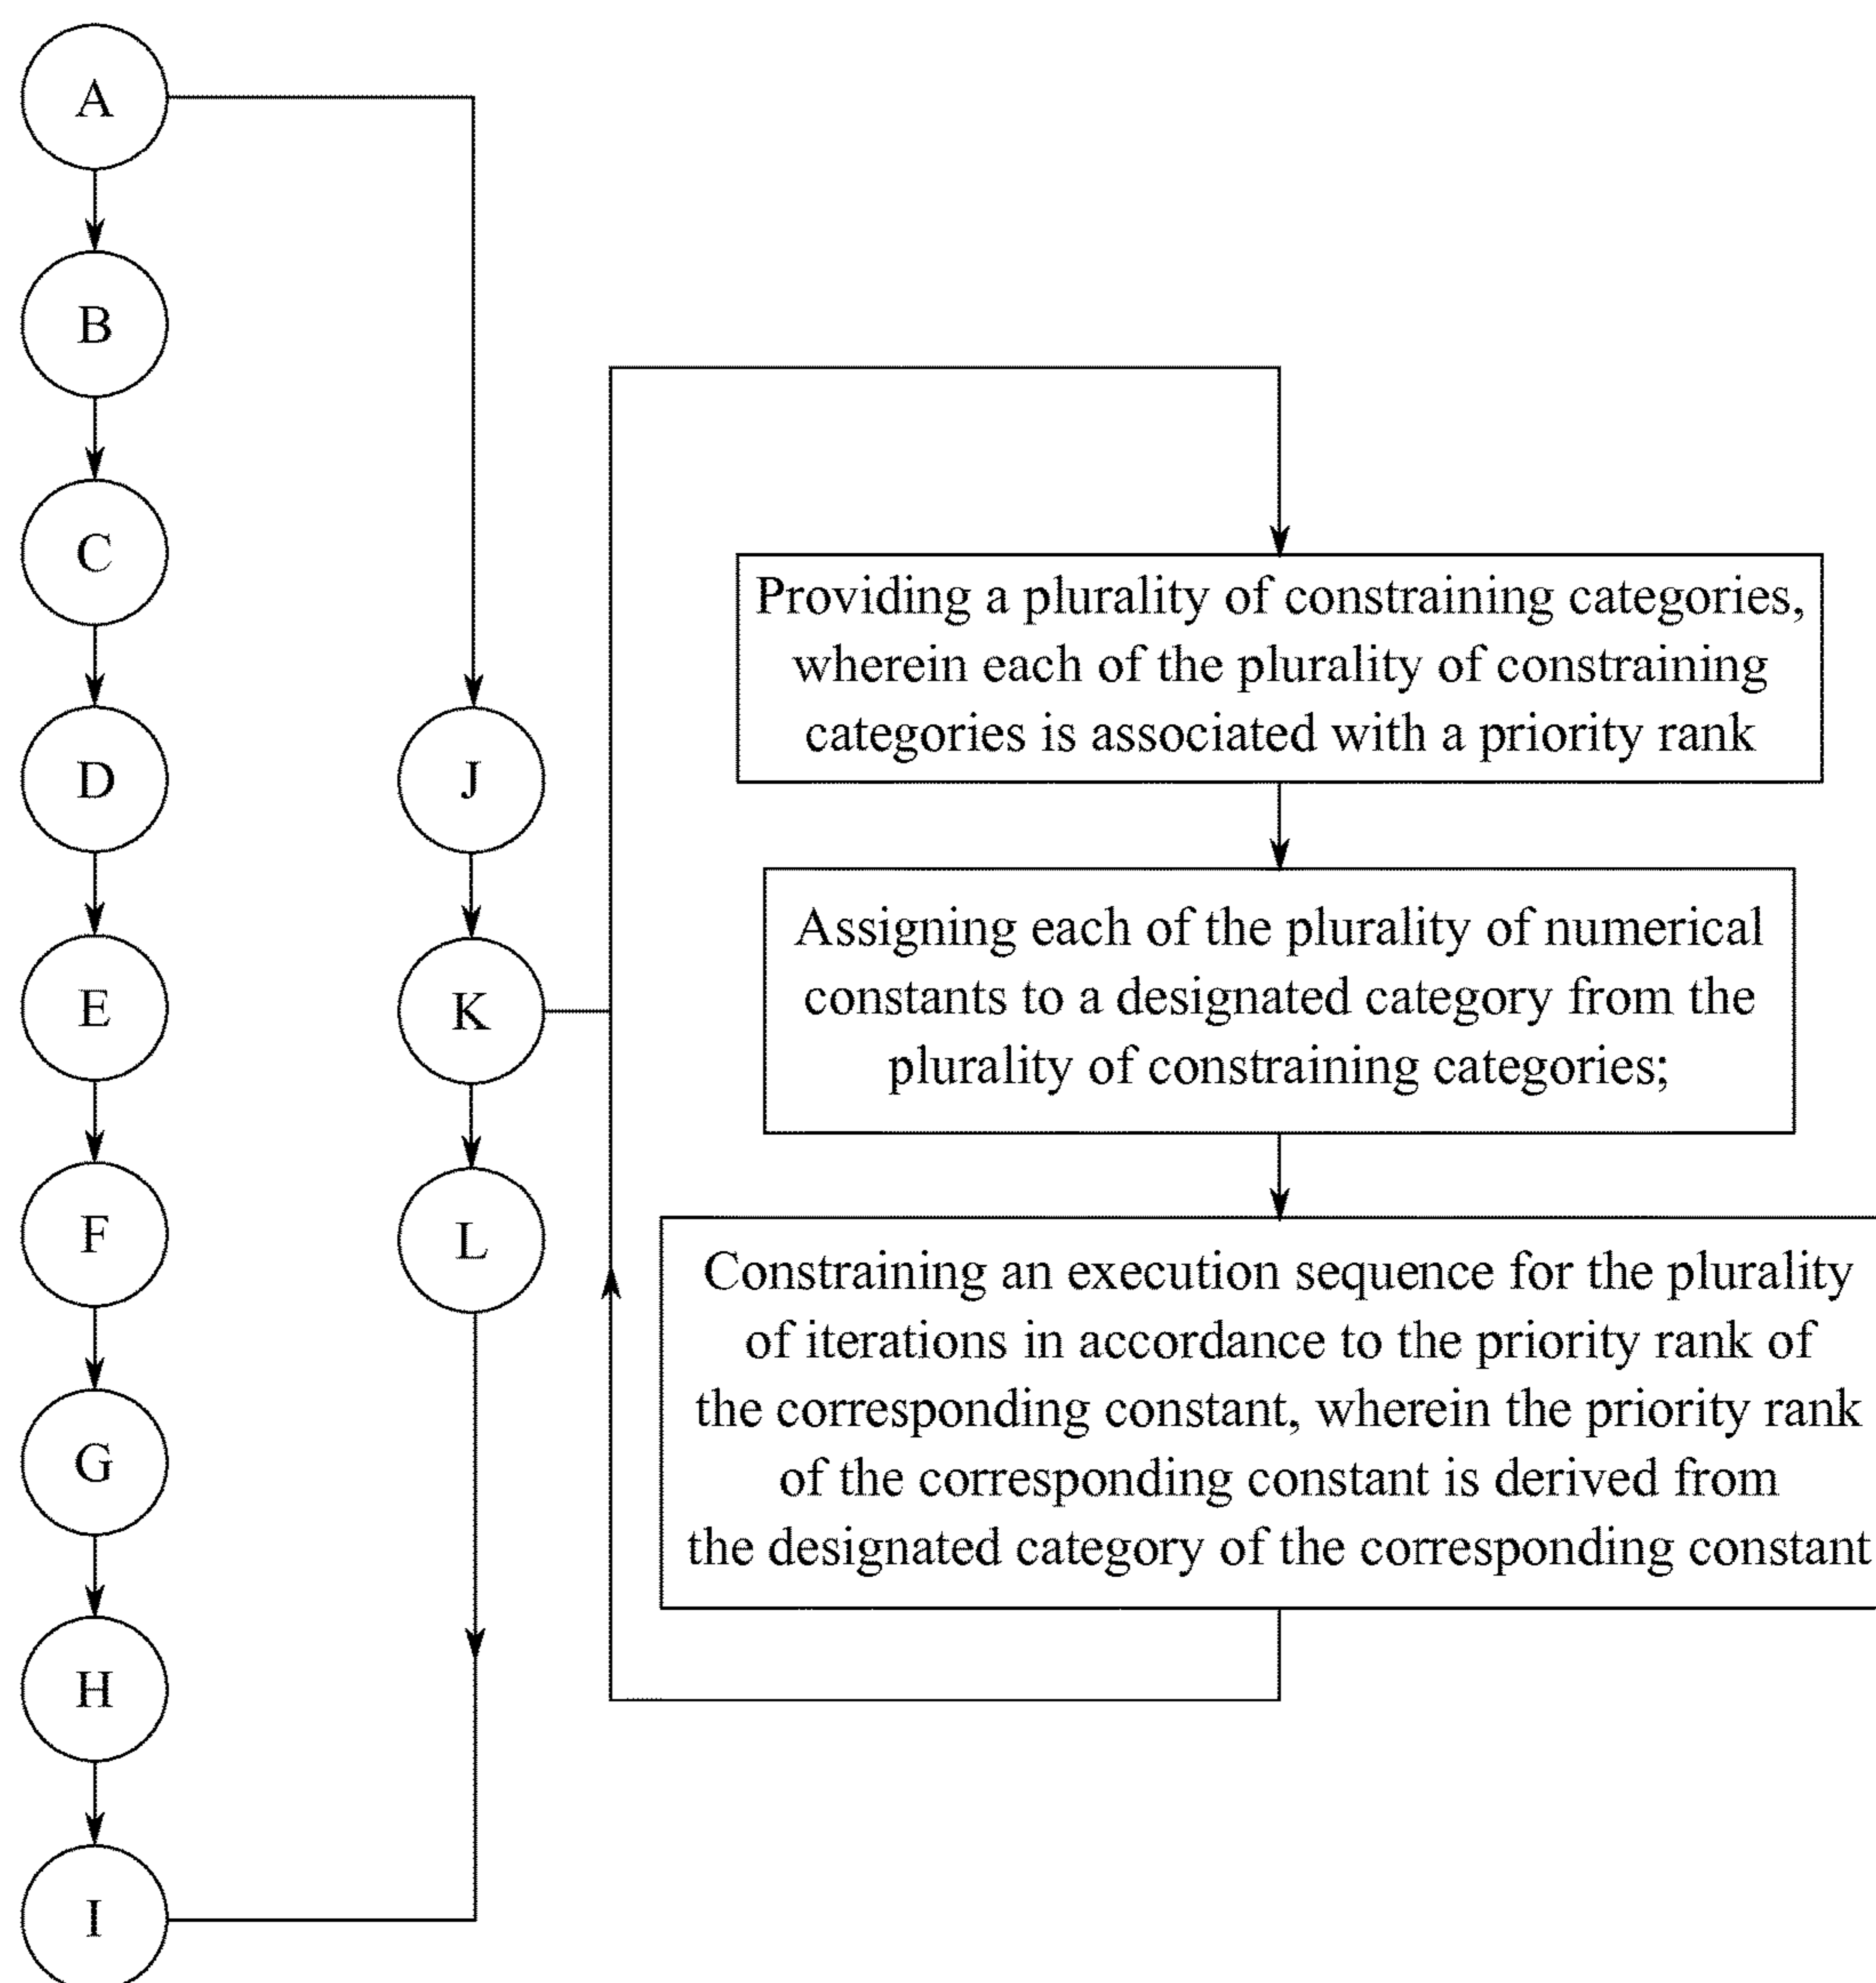 A
B
C
D
E
F
G
H
I
J
K
L
Providing a plurality of constraining categories,
wherein each of the plurality of constraining
categories is associated with a priority rank
Assigning each of the plurality of numerical
constants to a designated category from the
plurality of constraining categories;
Constraining an execution sequence for the plurality
of iterations in accordance to the priority rank of
the corresponding constant, wherein the priority rank
of the corresponding constant is derived from
the designated category of the corresponding constant